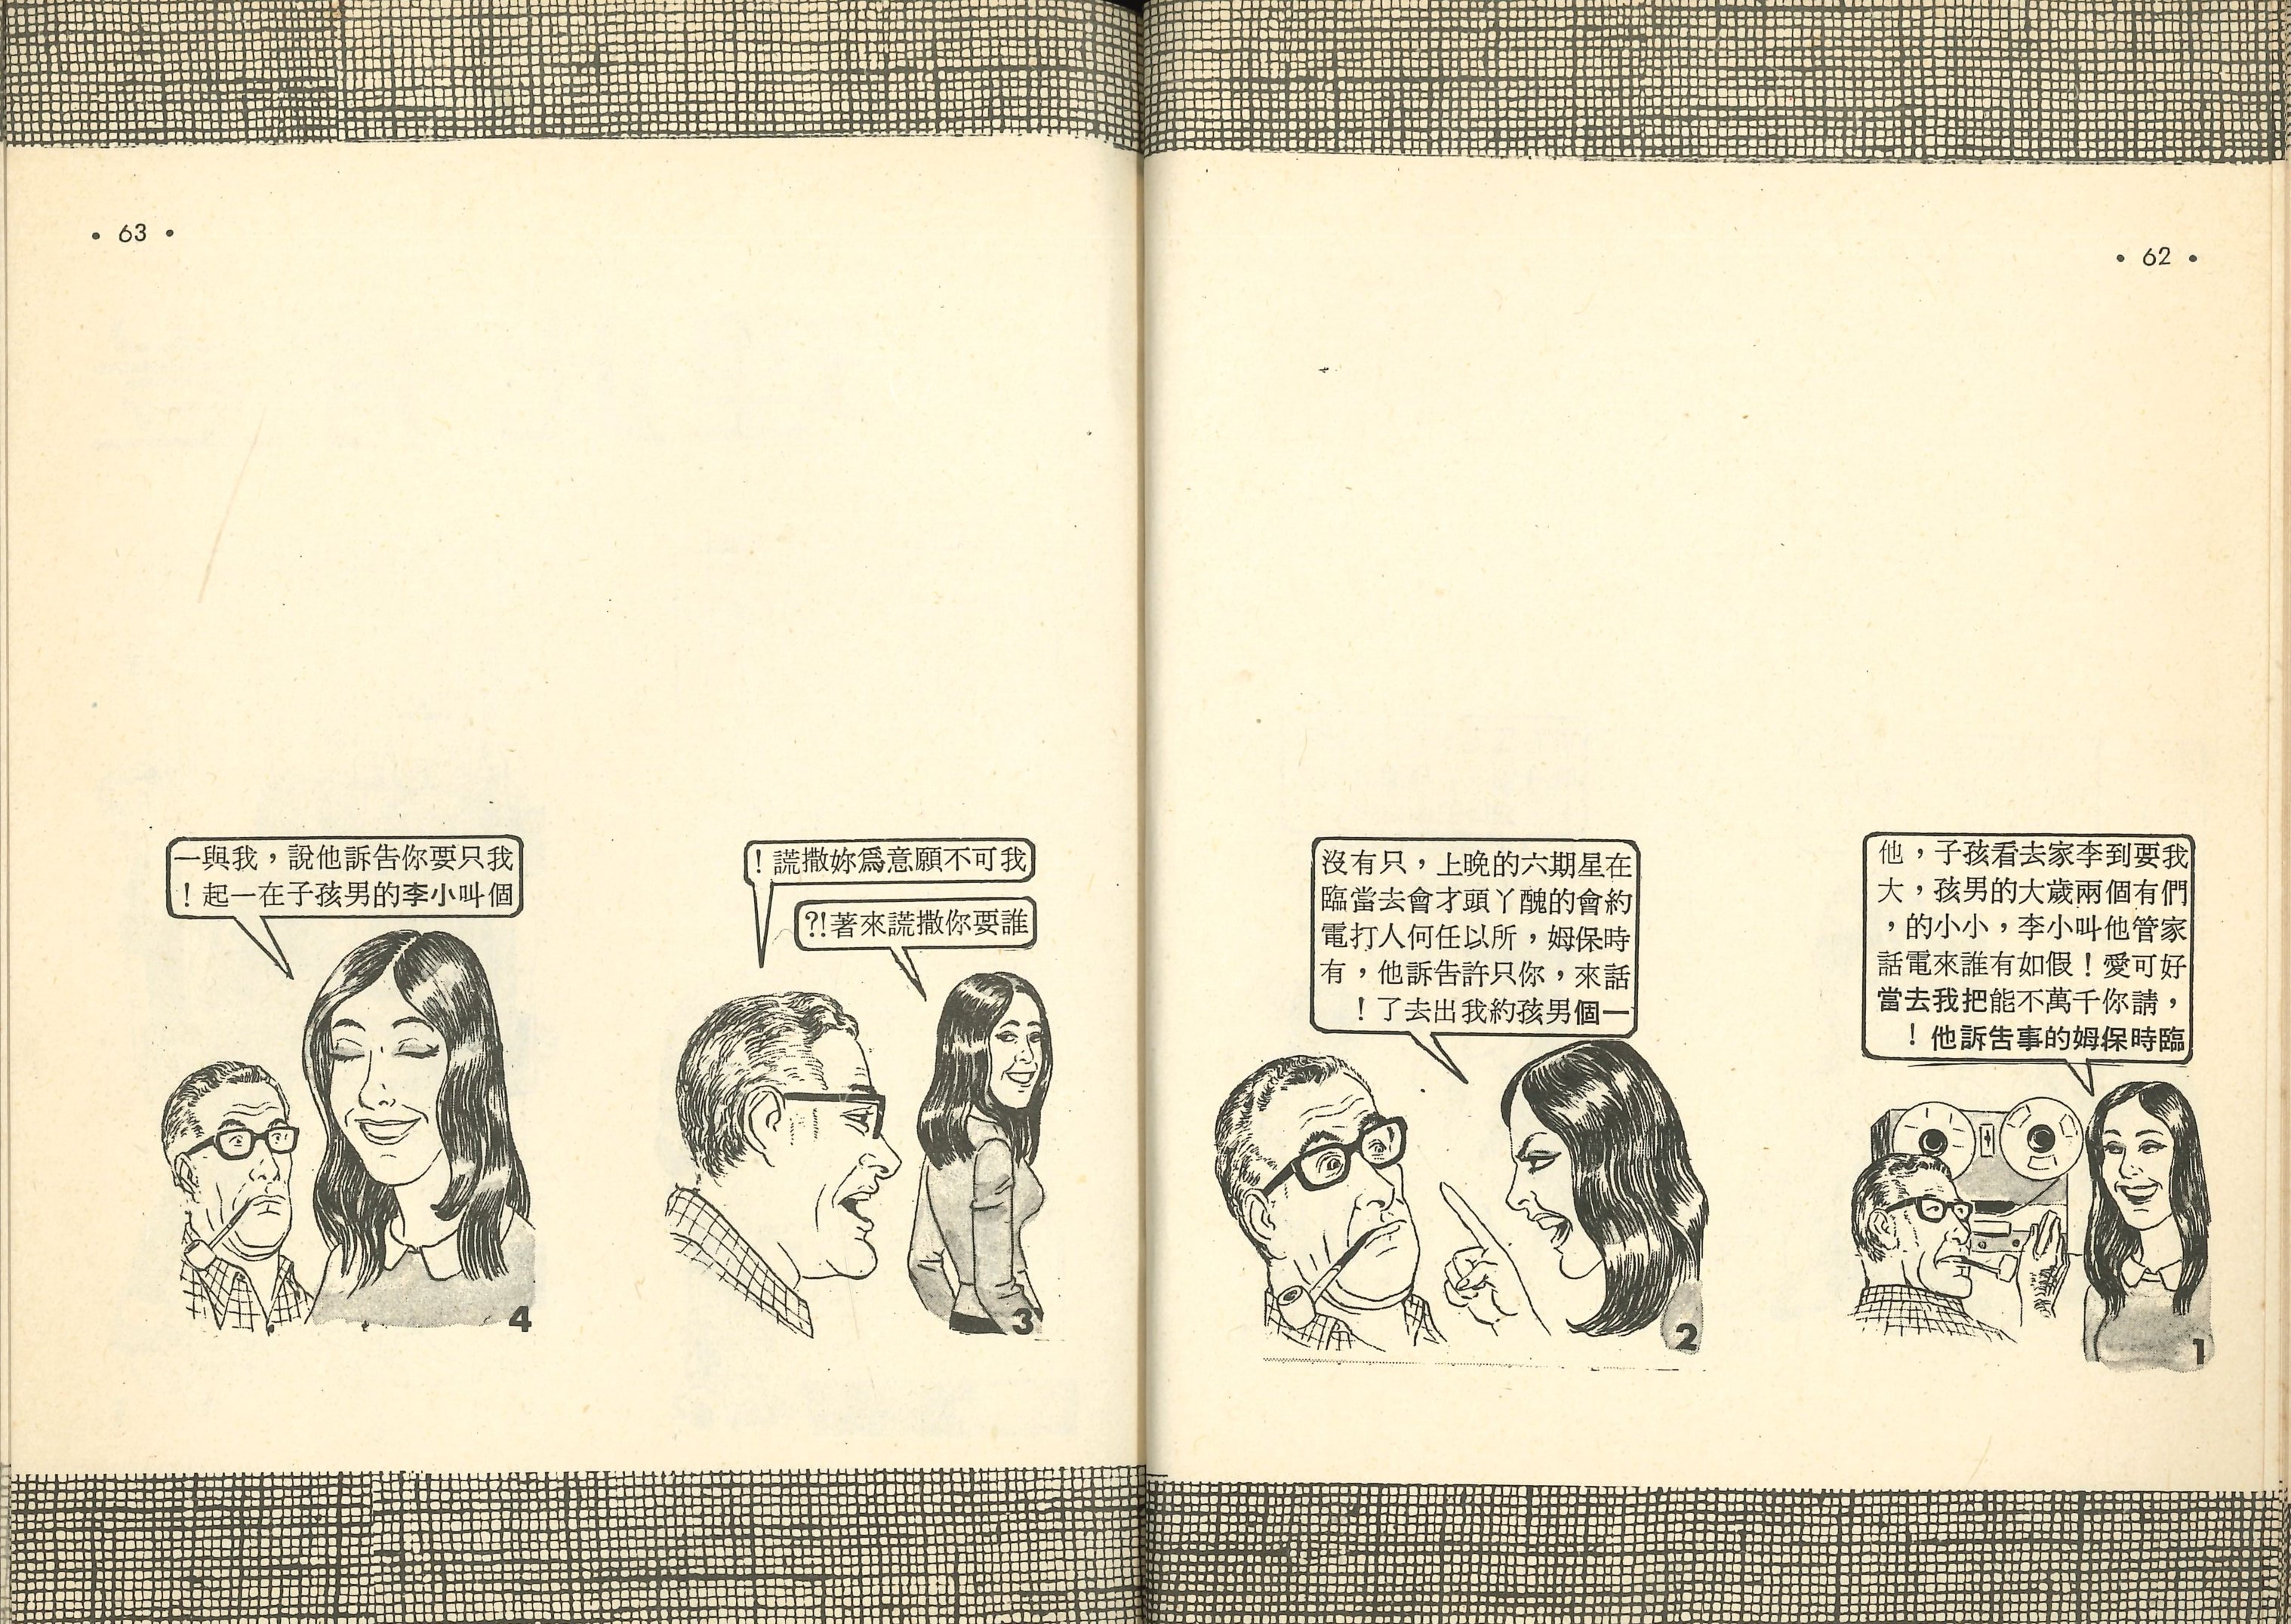 • 62 •
我要到李家去看孩子，他
們有個兩歲大的男孩，大
家管他叫小李，小小的，
好可愛！假如有誰來電話
，請你千萬不能把我去當
臨時保姆的事告訴他！
1
在星期六的晚上，只有沒
約會的醜丫頭才會去當臨
時保姆，所以任何人打電
話來，你只許告訴他，有
一個男孩約我出去了！
2
• 63 •
我可不願意爲妳撒謊！
誰要你撒謊來著?!
3
我只要你告訴他說，我與一
個叫小李的男孩子在一起！
4